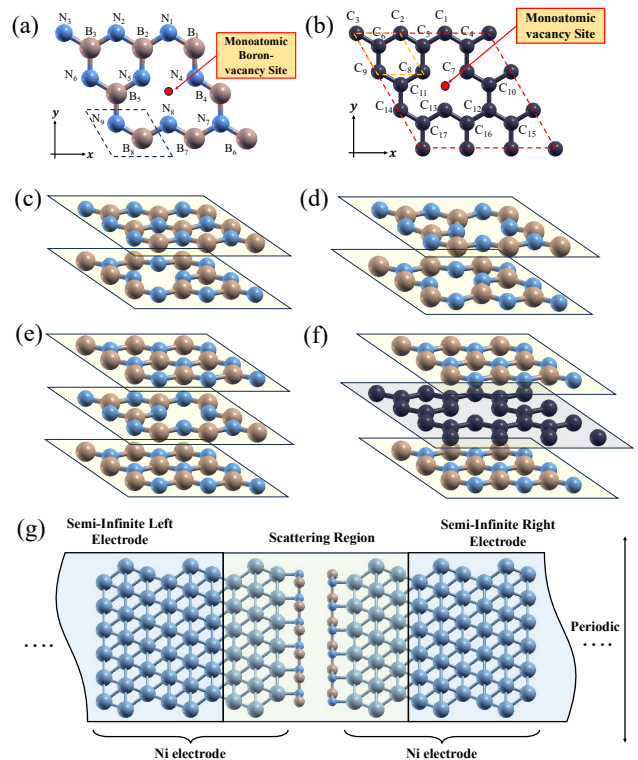 (a)
N3 N2 N1
B3 B2 B1
Monoatomic
Boron-
vacancy Site
N6 N5 N4
B5 B4
N9 N8 N7
B8 B7 B6
y
x
(b)
C3 C2 C1
C6 C5 C4
Monoatomic
vacancy Site
C9 C8 C7
C11 C10
C14 C13 C12
C17 C16 C15
y
x
(c)
(d)
(e)
(f)
(g)
Semi-Infinite Left
Electrode
Scattering Region
Semi-Infinite Right
Electrode
Periodic
....
....
Ni electrode
Ni electrode